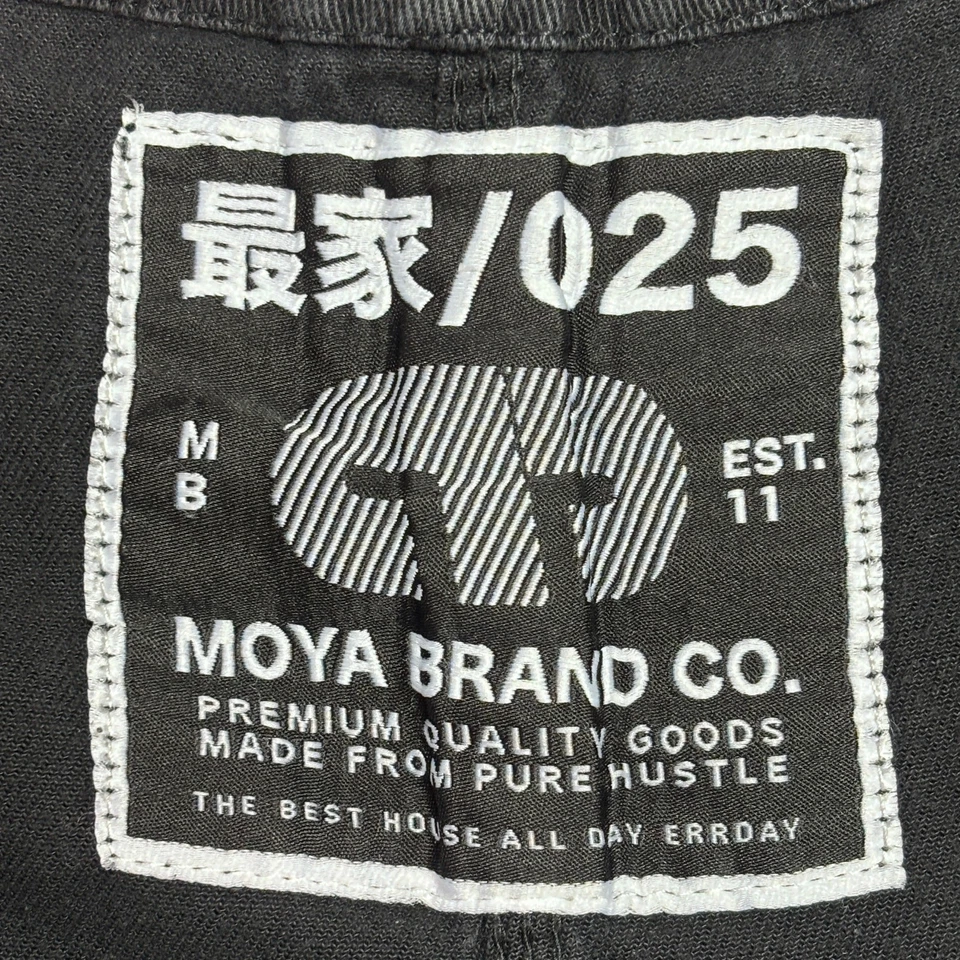 最家/025
M EST.
B 11
MOYA BRAND CO.
PREMIUM QUALITY GOODS
MADE FROM PURE HUSTLE
THE BEST HOUSE ALL DAY ERRDAY